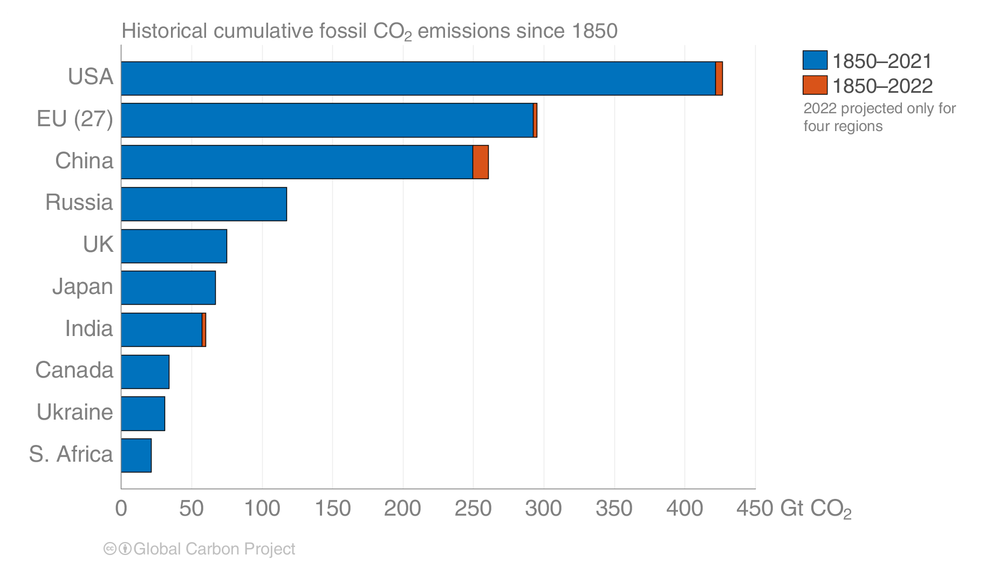 Historical cumulative fossil CO₂ emissions since 1850
1850–2021
1850–2022
2022 projected only for
four regions
USA
EU (27)
China
Russia
UK
Japan
India
Canada
Ukraine
S. Africa
0 50 100 150 200 250 300 350 400 450 Gt CO₂
cc Global Carbon Project